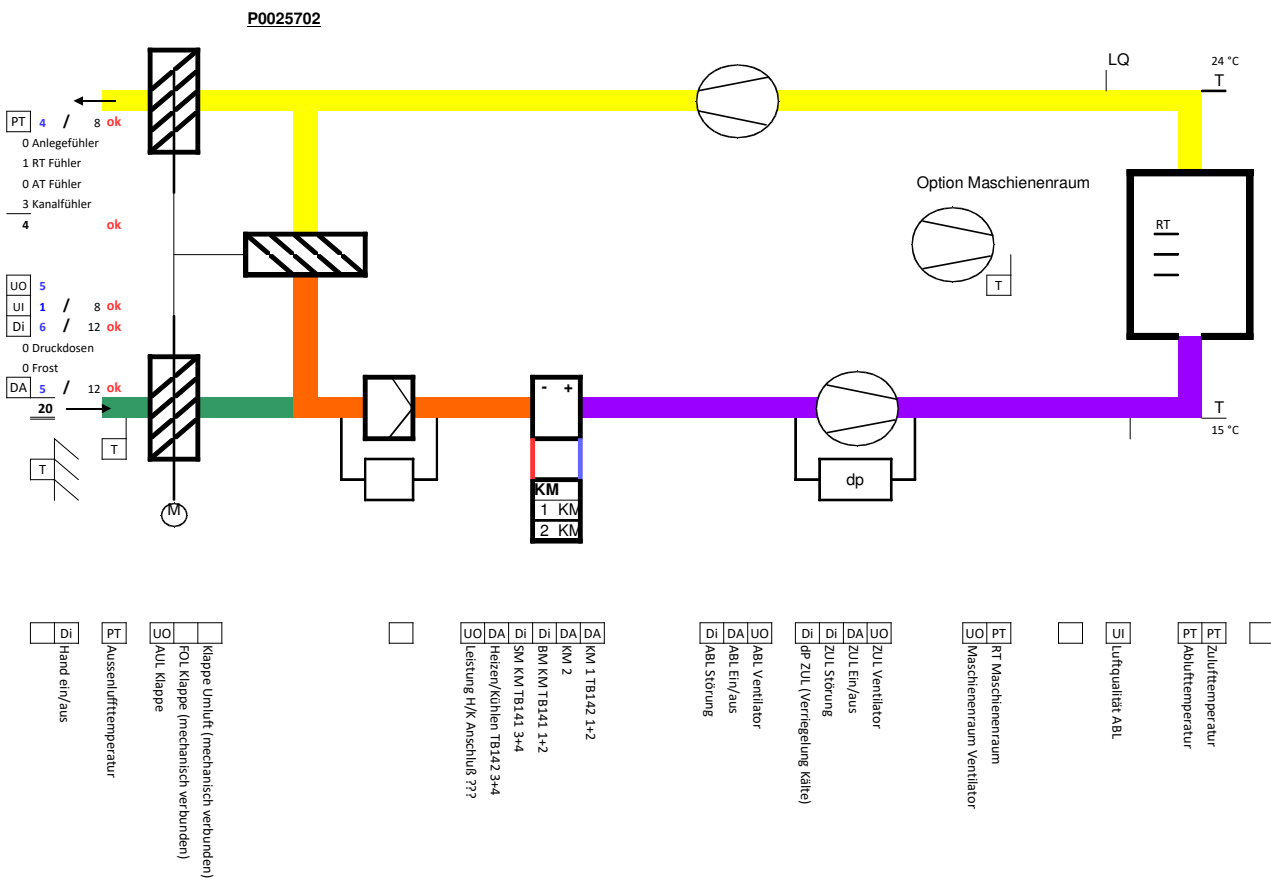 P0025702
LQ
24 °C
T
PT 4 / 8 ok
0 Anlegefühler
1 RT Fühler
0 AT Fühler
3 Kanalfühler
4 ok
Option Maschienenraum
RT
T
UO 5
UI 1 / 8 ok
Di 6 / 12 ok
0 Druckdosen
0 Frost
DA 5 / 12 ok
20
- +
T
15 °C
T
T
dp
KM
1 KM
2 KM
M
Di PT UO UO DA Di Di DA DA Di DA UO Di Di DA UO UO PT UI PT PT
Hand ein/aus
Aussenlufttemperatur
AUL Klappe
FOL Klappe (mechanisch verbunden)
Klappe Umluft (mechanisch verbunden)
Leistung H/K Anschluß ???
Heizen/Kühlen TB142 3+4
SM KM TB141 3+4
BM KM TB141 1+2
KM 2
KM 1 TB142 1+2
ABL Störung
ABL Ein/aus
ABL Ventilator
dP ZUL (Verriegelung Kälte)
ZUL Störung
ZUL Ein/aus
ZUL Ventilator
Maschienenraum Ventilator
RT Maschienenraum
Luftqualität ABL
Ablufttemperatur
Zulufttemperatur